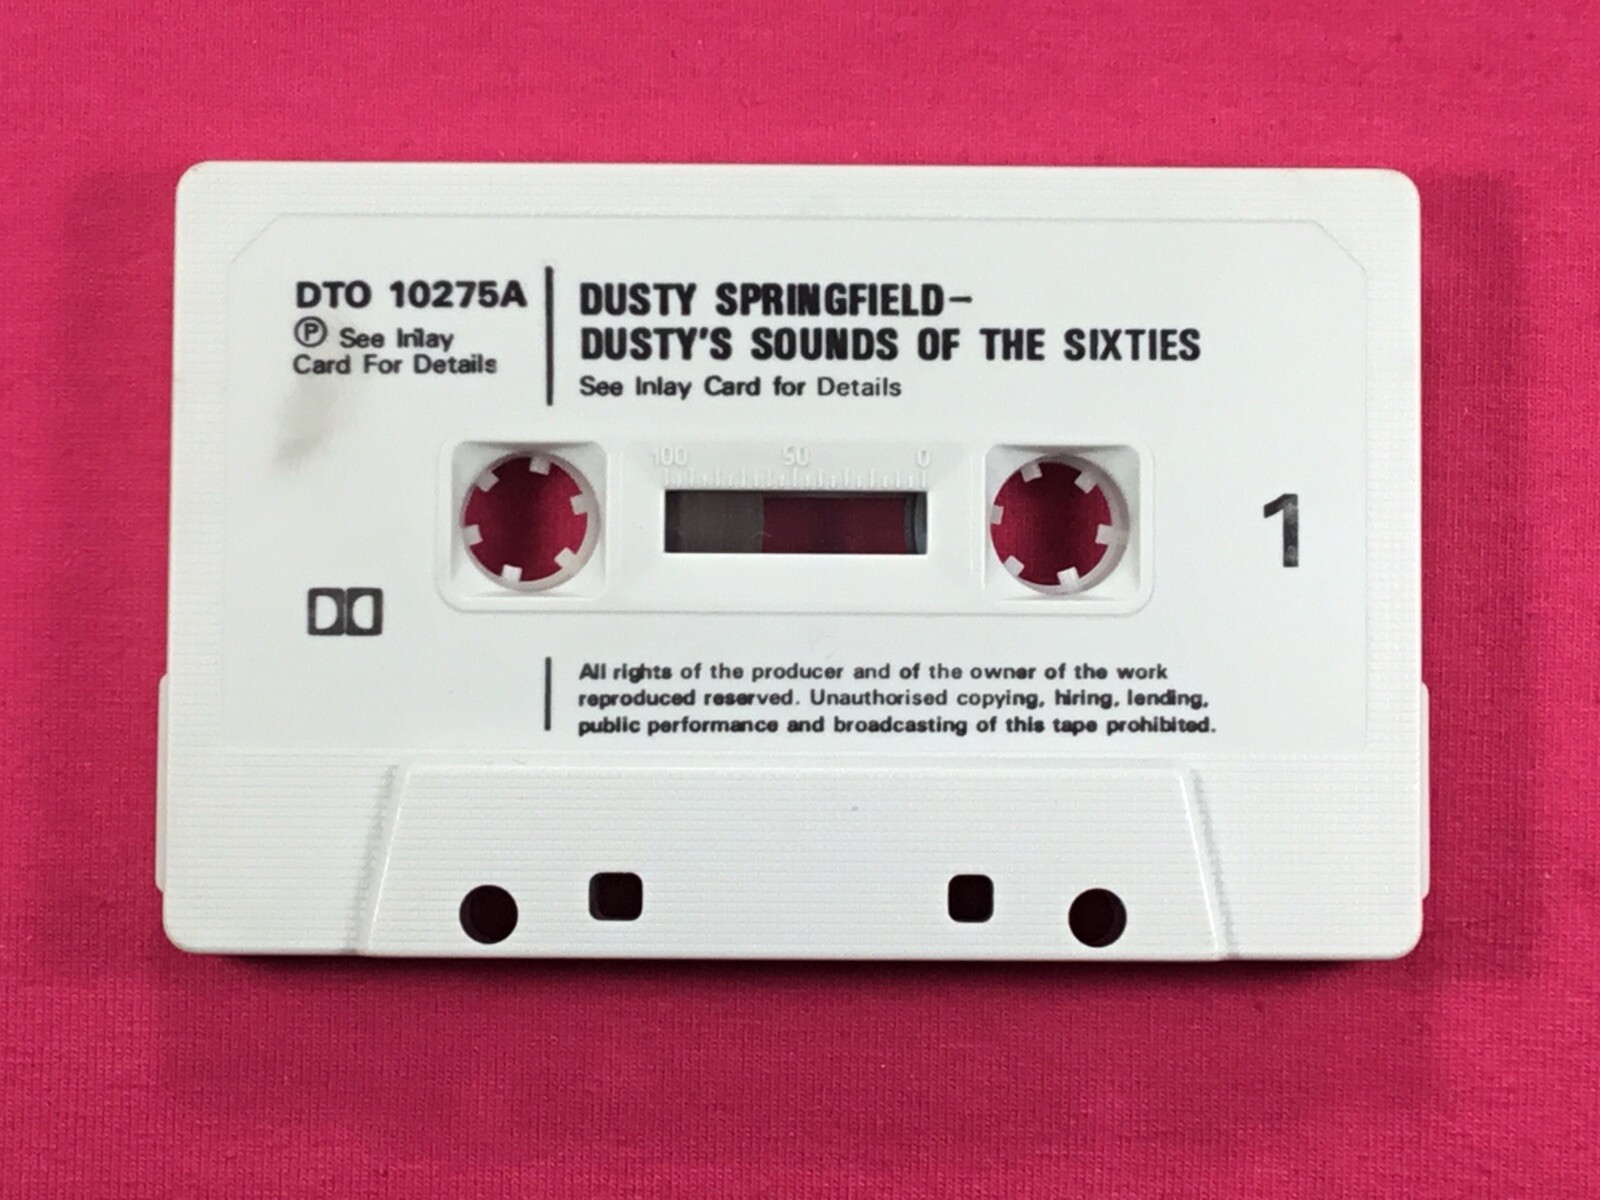 DTO 10275A
Ⓟ See Inlay
Card For Details
DUSTY SPRINGFIELD–
DUSTY'S SOUNDS OF THE SIXTIES
See Inlay Card for Details
100 50 0
1
All rights of the producer and of the owner of the work
reproduced reserved. Unauthorised copying, hiring, lending,
public performance and broadcasting of this tape prohibited.